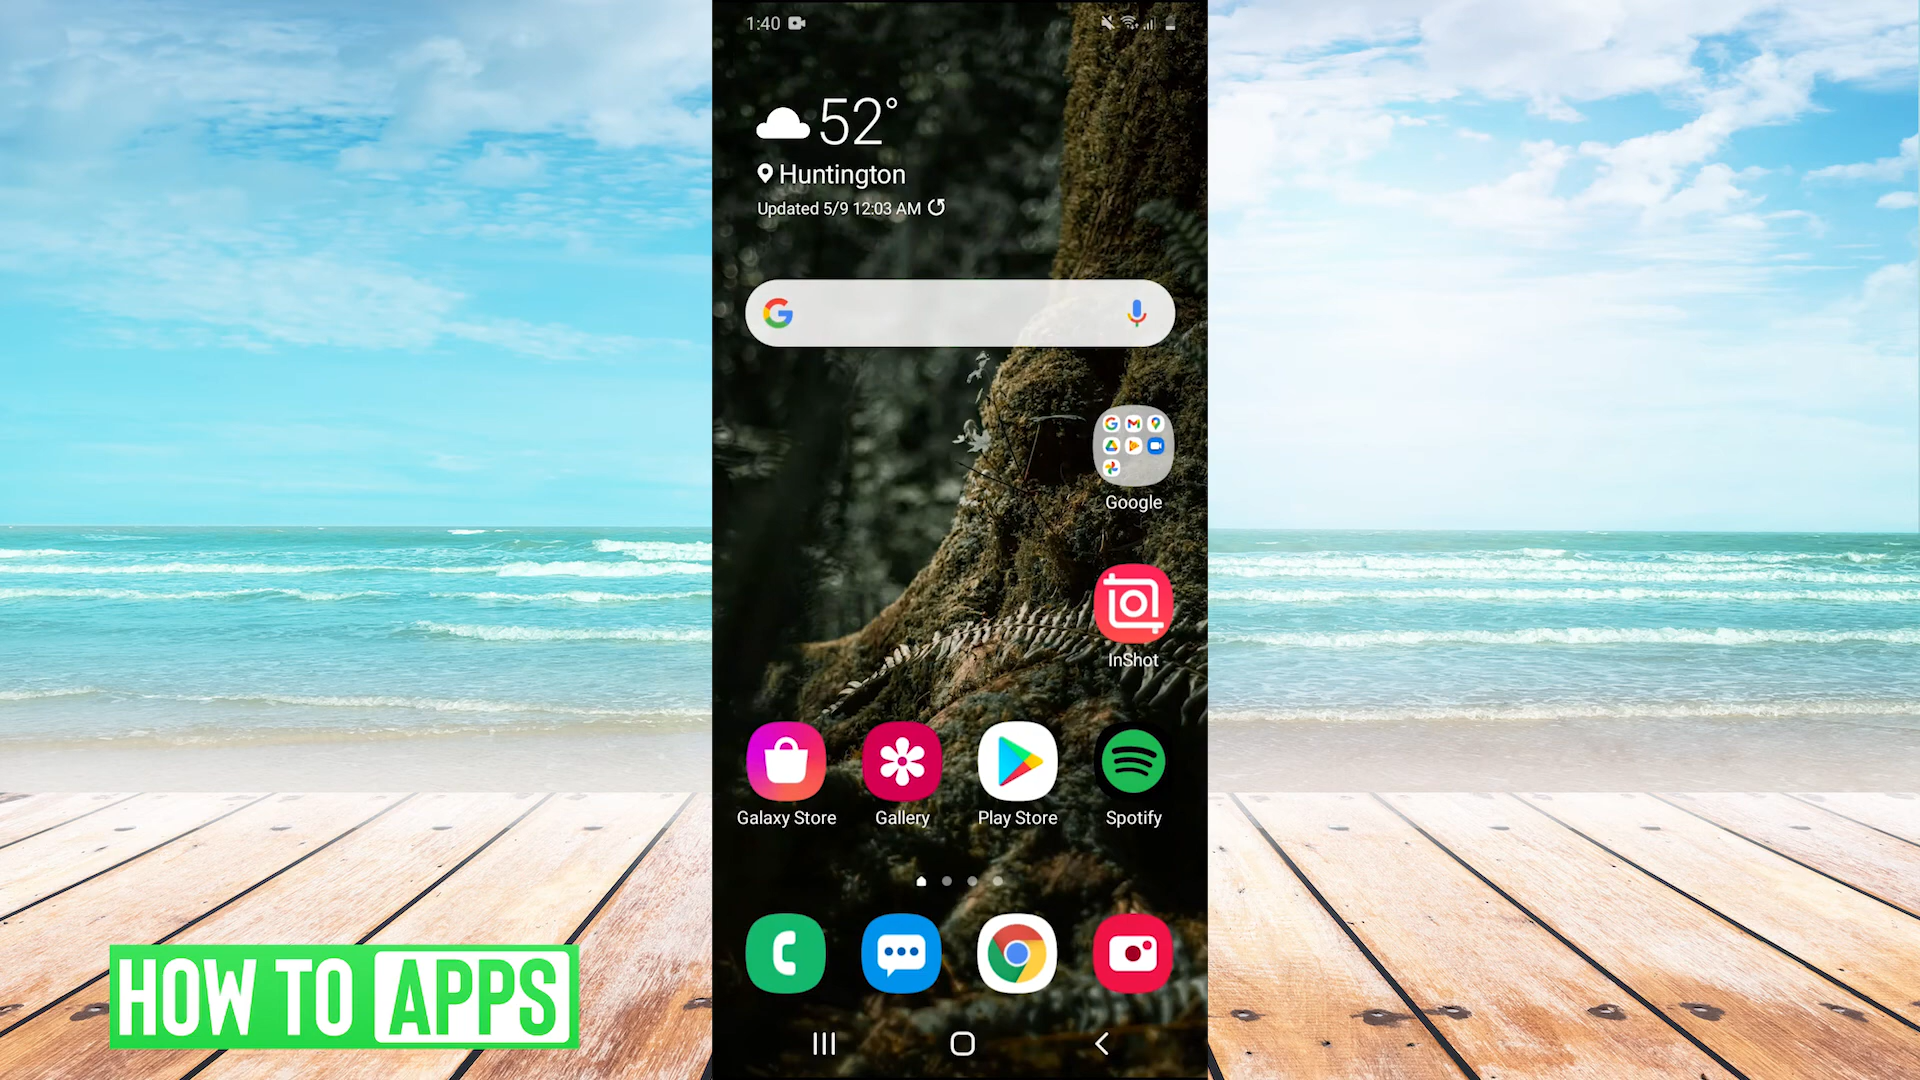 1:40
52°
Huntington
Updated 5/9 12:03 AM
Google
InShot
Galaxy Store
Gallery
Play Store
Spotify
HOW TO APPS